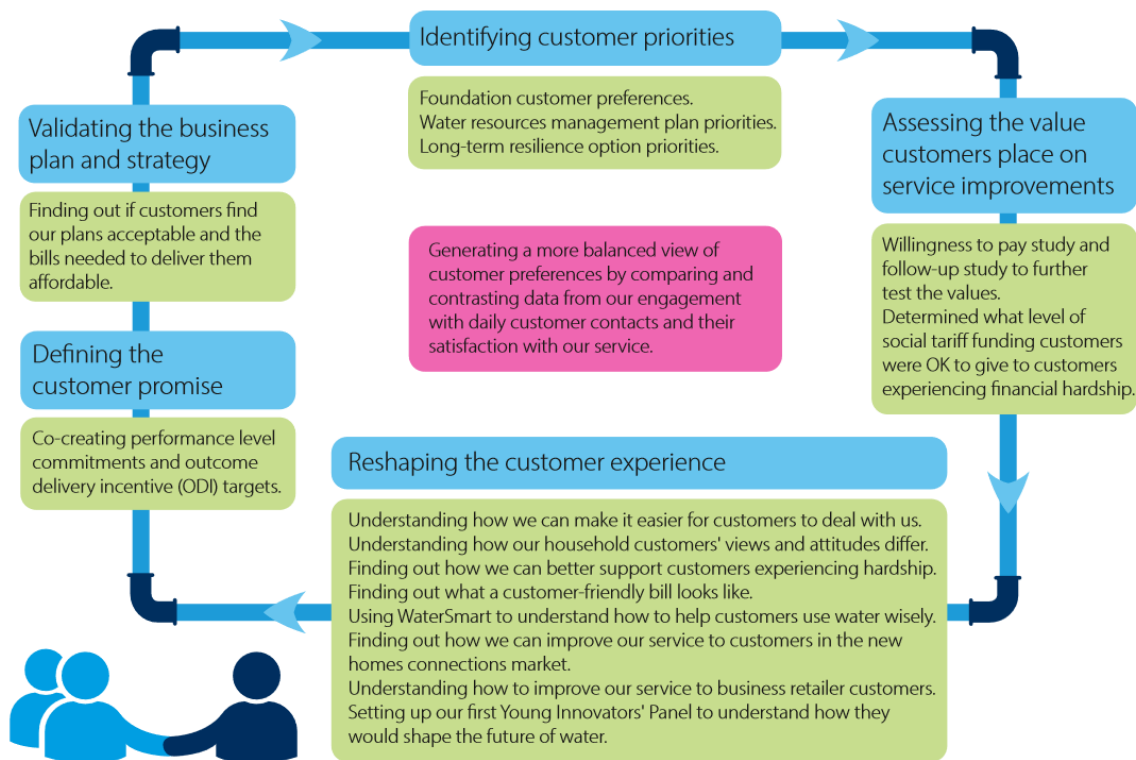 Identifying customer priorities
Foundation customer preferences.
Water resources management plan priorities.
Long-term resilience option priorities.
Assessing the value
customers place on
service improvements
Willingness to pay study and
follow-up study to further
test the values.
Determined what level of
social tariff funding customers
were OK to give to customers
experiencing financial hardship.
Reshaping the customer experience
Understanding how we can make it easier for customers to deal with us.
Understanding how our household customers' views and attitudes differ.
Finding out how we can better support customers experiencing hardship.
Finding out what a customer-friendly bill looks like.
Using WaterSmart to understand how to help customers use water wisely.
Finding out how we can improve our service to customers in the new
homes connections market.
Understanding how to improve our service to business retailer customers.
Setting up our first Young Innovators' Panel to understand how they
would shape the future of water.
Defining the
customer promise
Co-creating performance level
commitments and outcome
delivery incentive (ODI) targets.
Validating the business
plan and strategy
Finding out if customers find
our plans acceptable and the
bills needed to deliver them
affordable.
Generating a more balanced view of
customer preferences by comparing and
contrasting data from our engagement
with daily customer contacts and their
satisfaction with our service.